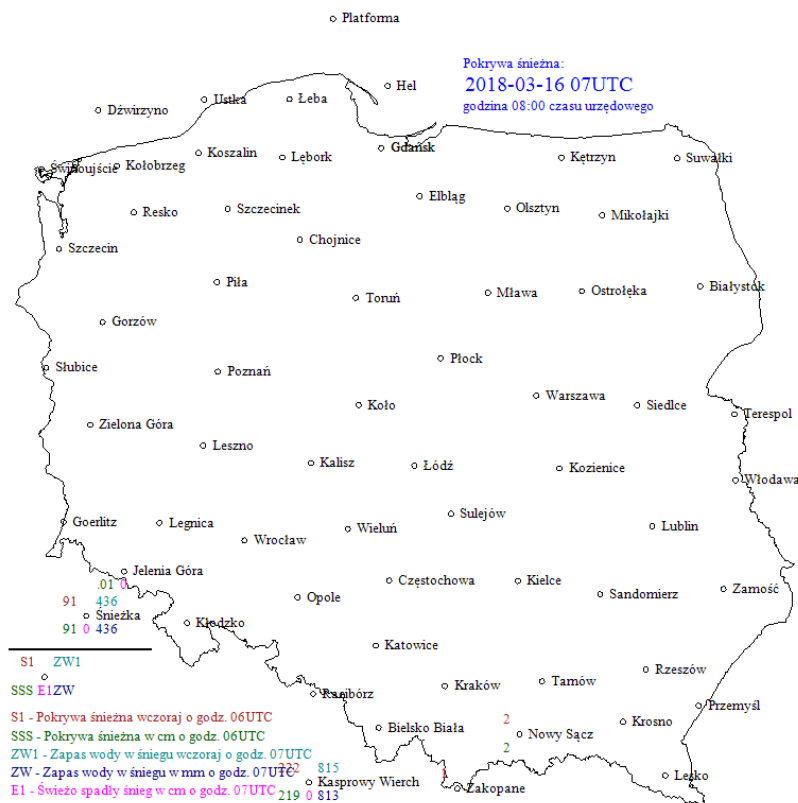 Platforma
Pokrywa śnieżna:
2018-03-16 07UTC
godzina 08:00 czasu urzędowego
Hel
Łeba
Ustka
Dźwirzyno
Gdańsk
Koszalin
Lębork
Kętrzyn
Suwałki
Świnoujście
Kołobrzeg
Elbląg
Resko
Szczecinek
Olsztyn
Mikołajki
Chojnice
Szczecin
Piła
Toruń
Mława
Ostrołęka
Białystok
Gorzów
Płock
Słubice
Poznań
Warszawa
Koło
Siedlce
Terespol
Zielona Góra
Leszno
Kalisz
Łódź
Kozienice
Włodawa
Sulejów
Goerlitz
Legnica
Wieluń
Lublin
Wrocław
Jelenia Góra
.01 0
Częstochowa
Kielce
Zamość
91 436
Opole
Sandomierz
Śnieżka
91 0 436
Kłodzko
Katowice
S1 ZW1
Rzeszów
SSS E1ZW
Kraków
Tarnów
Racibórz
Przemyśl
S1 - Pokrywa śnieżna wczoraj o godz. 06UTC
2
Krosno
Bielsko Biała
Nowy Sącz
SSS - Pokrywa śnieżna w cm o godz. 06UTC
2
ZW1 - Zapas wody w śniegu wczoraj o godz. 07UTC
222 815
1
ZW - Zapas wody w śniegu w mm o godz. 07UTC
Lesko
Kasprowy Wierch
Zakopane
E1 - Świeżo spadły śnieg w cm o godz. 07UTC
219 0 813